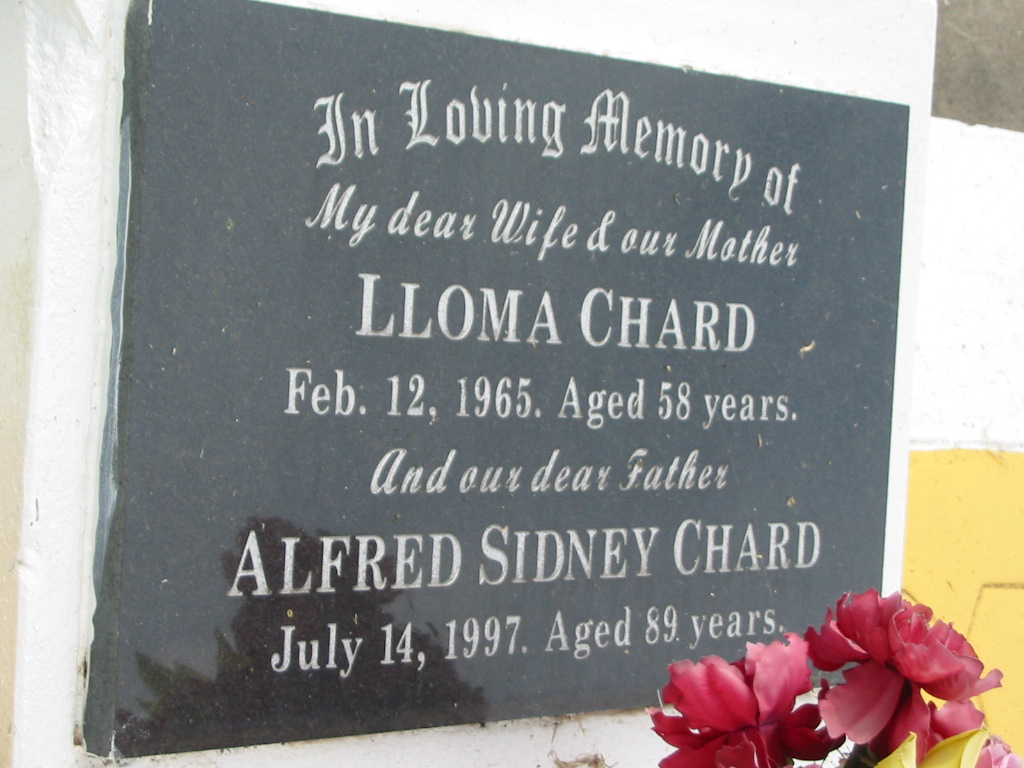 In Loving Memory of
My dear Wife & our Mother
LLOMA CHARD
Feb. 12, 1965. Aged 58 years.
And our dear Father
ALFRED SIDNEY CHARD
July 14, 1997. Aged 89 years.